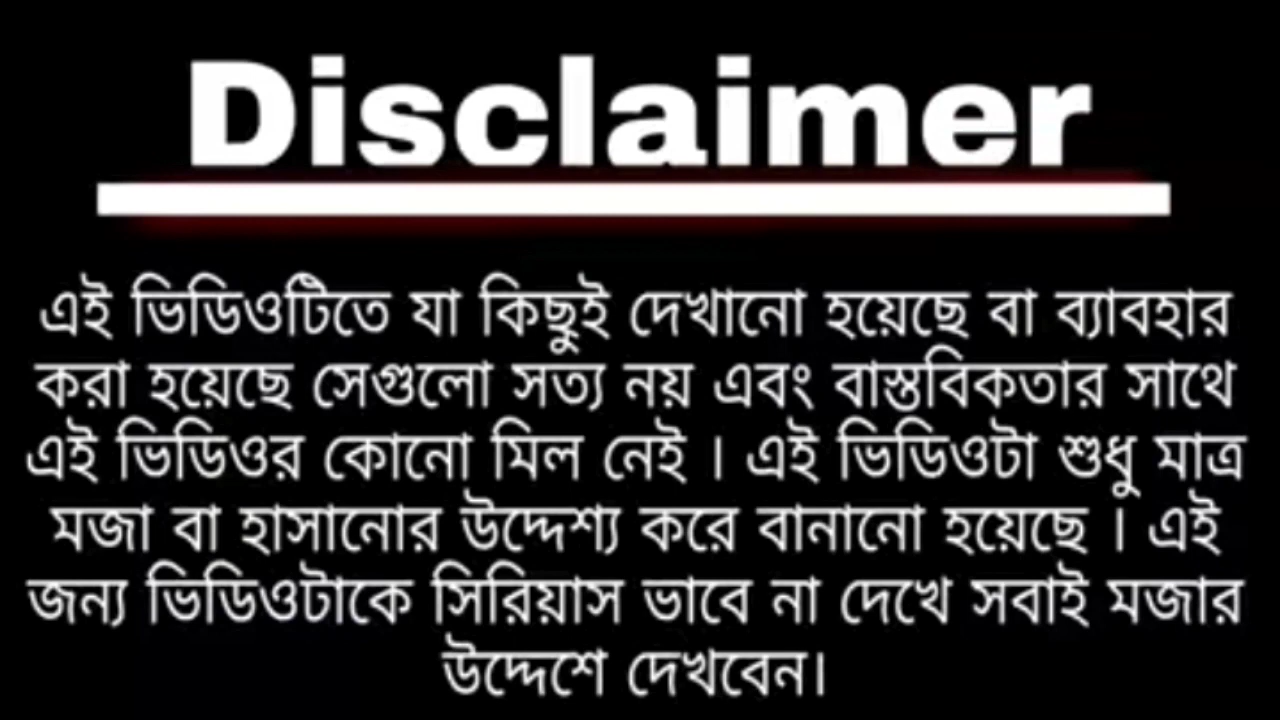 Disclaimer
এই ভিডিওটিতে যা কিছুই দেখানো হয়েছে বা ব্যাবহার
করা হয়েছে সেগুলো সত্য নয় এবং বাস্তবিকতার সাথে
এই ভিডিওর কোনো মিল নেই । এই ভিডিওটা শুধু মাত্র
মজা বা হাসানোর উদ্দেশ্য করে বানানো হয়েছে । এই
জন্য ভিডিওটাকে সিরিয়াস ভাবে না দেখে সবাই মজার
উদ্দেশে দেখবেন।